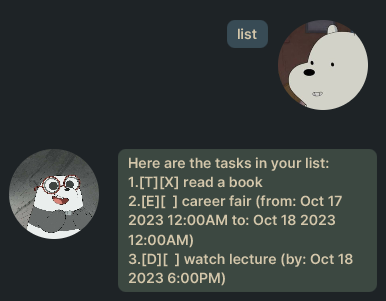 list
Here are the tasks in your list:
1.[T][X] read a book
2.[E][ ] career fair (from: Oct 17
2023 12:00AM to: Oct 18 2023
12:00AM)
3.[D][ ] watch lecture (by: Oct 18
2023 6:00PM)